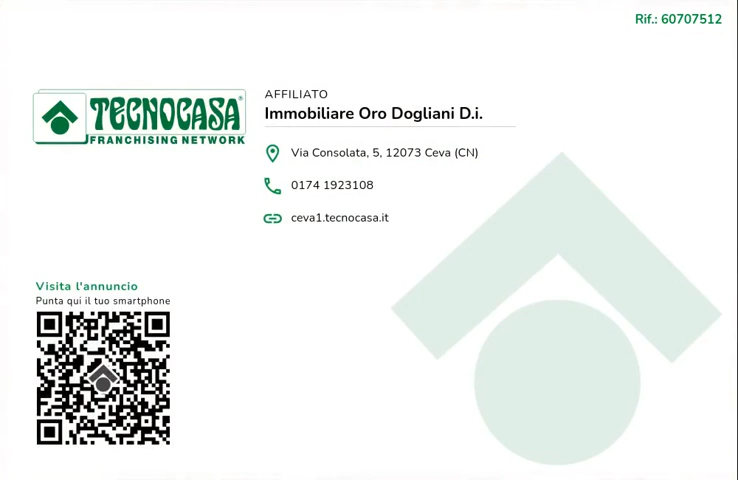 Rif.: 60707512
TECNOCASA®
FRANCHISING NETWORK
AFFILIATO
Immobiliare Oro Dogliani D.i.
Via Consolata, 5, 12073 Ceva (CN)
0174 1923108
ceva1.tecnocasa.it
Visita l'annuncio
Punta qui il tuo smartphone